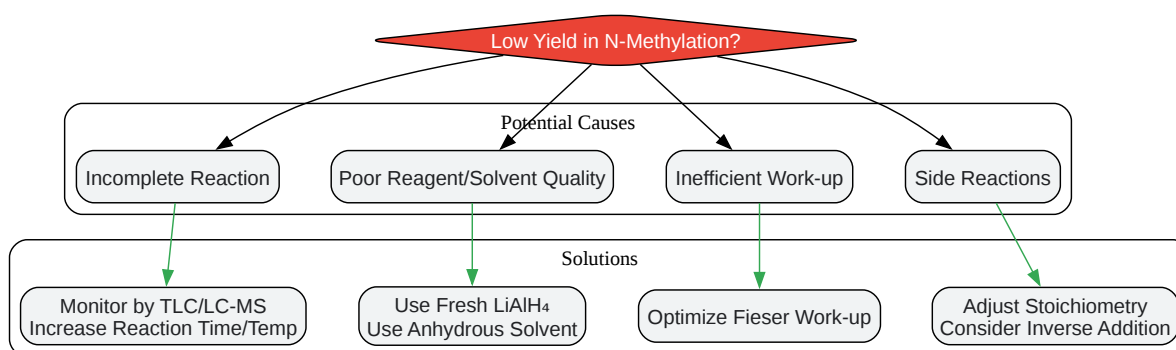 Low Yield in N-Methylation?
Potential Causes
Incomplete Reaction
Poor Reagent/Solvent Quality
Inefficient Work-up
Side Reactions
Solutions
Monitor by TLC/LC-MS
Increase Reaction Time/Temp
Use Fresh LiAlH₄
Use Anhydrous Solvent
Optimize Fieser Work-up
Adjust Stoichiometry
Consider Inverse Addition